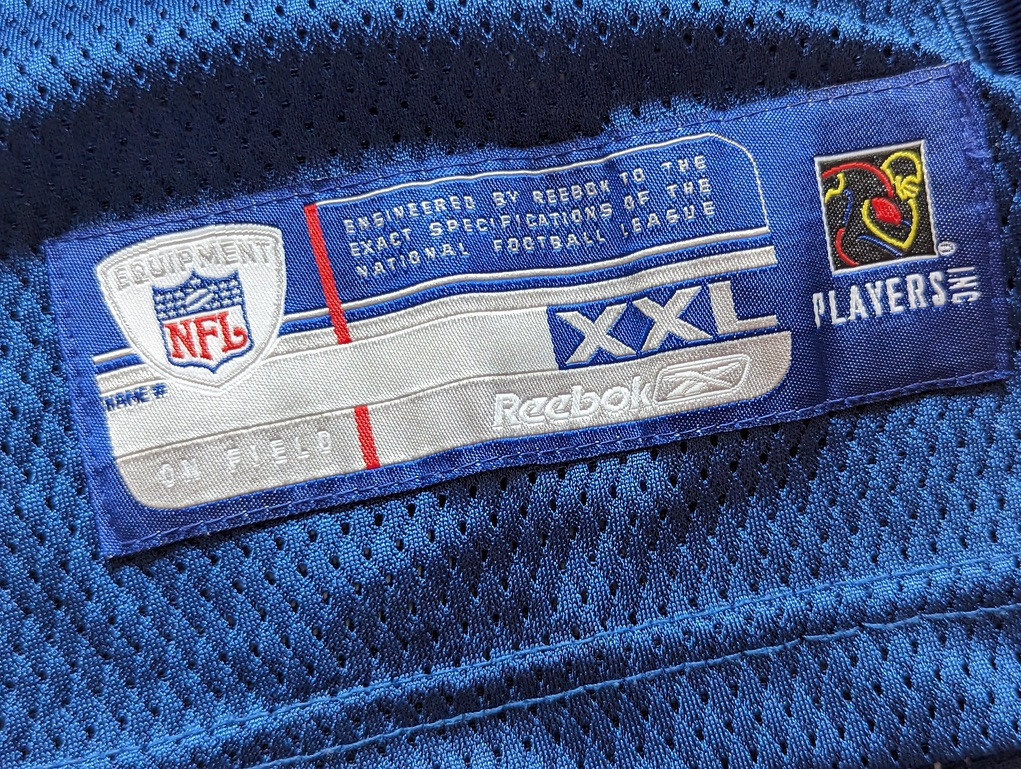 EQUIPMENT
NFL
NAME #
ON FIELD
ENGINEERED BY REEBOK TO THE
EXACT SPECIFICATIONS OF THE
NATIONAL FOOTBALL LEAGUE
XXL
Reebok
®
PLAYERS INC